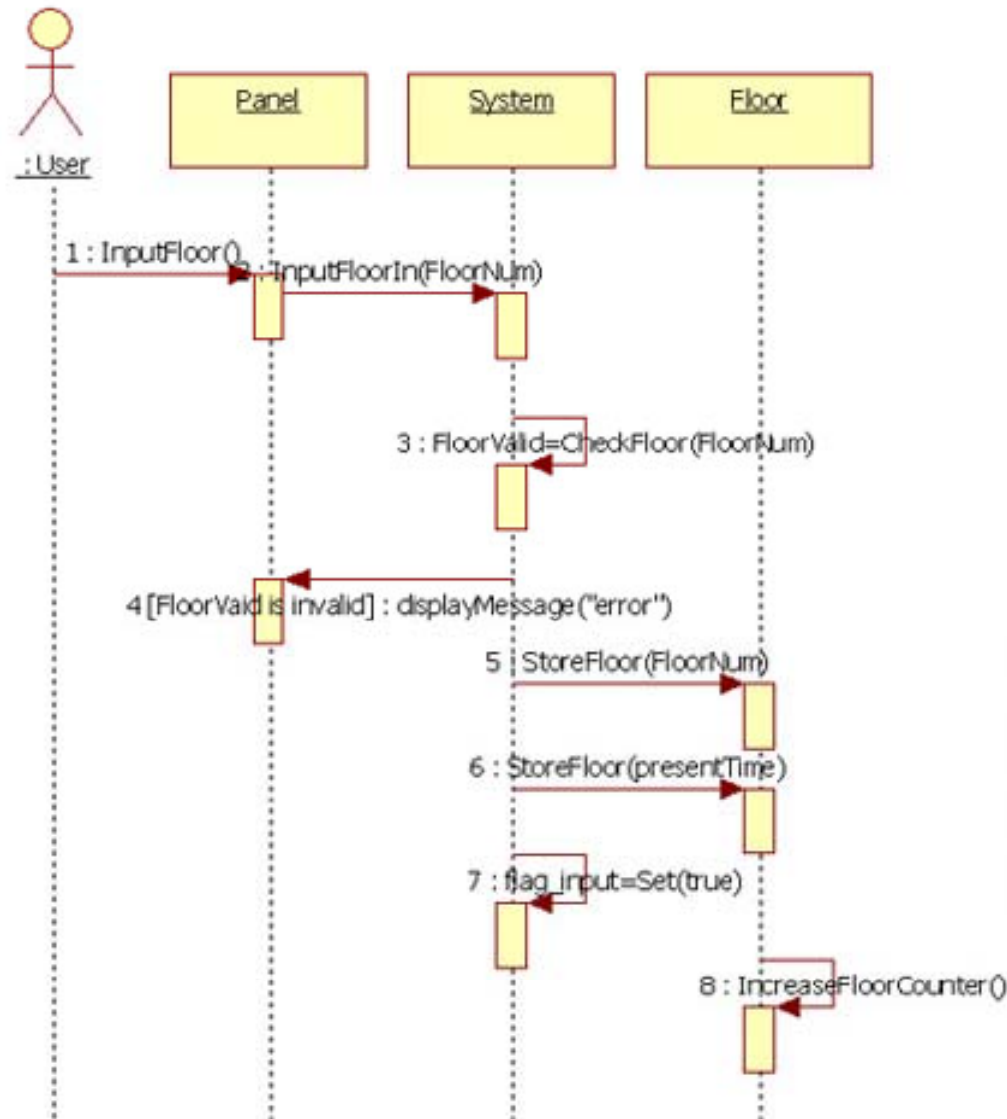 Panel
System
Floor
: User
1 : InputFloor()
2 : InputFloorIn(FloorNum)
3 : FloorValid=CheckFloor(FloorNum)
4 [FloorVaid is invalid] : displayMessage("error")
5 : StoreFloor(FloorNum)
6 : StoreFloor(presentTime)
7 : flag_input=Set(true)
8 : IncreaseFloorCounter()